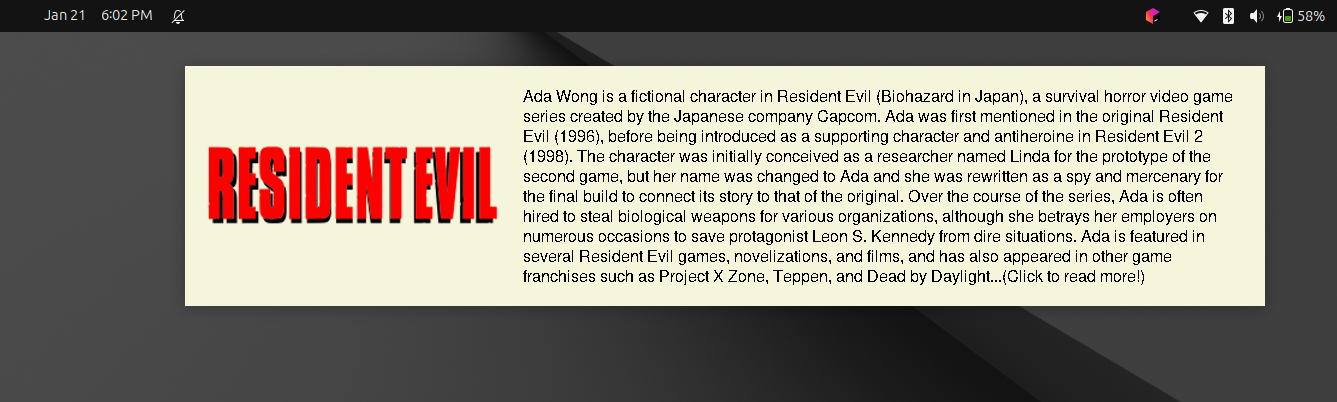 Jan 21 6:02 PM 58%
RESIDENT EVIL
Ada Wong is a fictional character in Resident Evil (Biohazard in Japan), a survival horror video game
series created by the Japanese company Capcom. Ada was first mentioned in the original Resident
Evil (1996), before being introduced as a supporting character and antiheroine in Resident Evil 2
(1998). The character was initially conceived as a researcher named Linda for the prototype of the
second game, but her name was changed to Ada and she was rewritten as a spy and mercenary for
the final build to connect its story to that of the original. Over the course of the series, Ada is often
hired to steal biological weapons for various organizations, although she betrays her employers on
numerous occasions to save protagonist Leon S. Kennedy from dire situations. Ada is featured in
several Resident Evil games, novelizations, and films, and has also appeared in other game
franchises such as Project X Zone, Teppen, and Dead by Daylight...(Click to read more!)